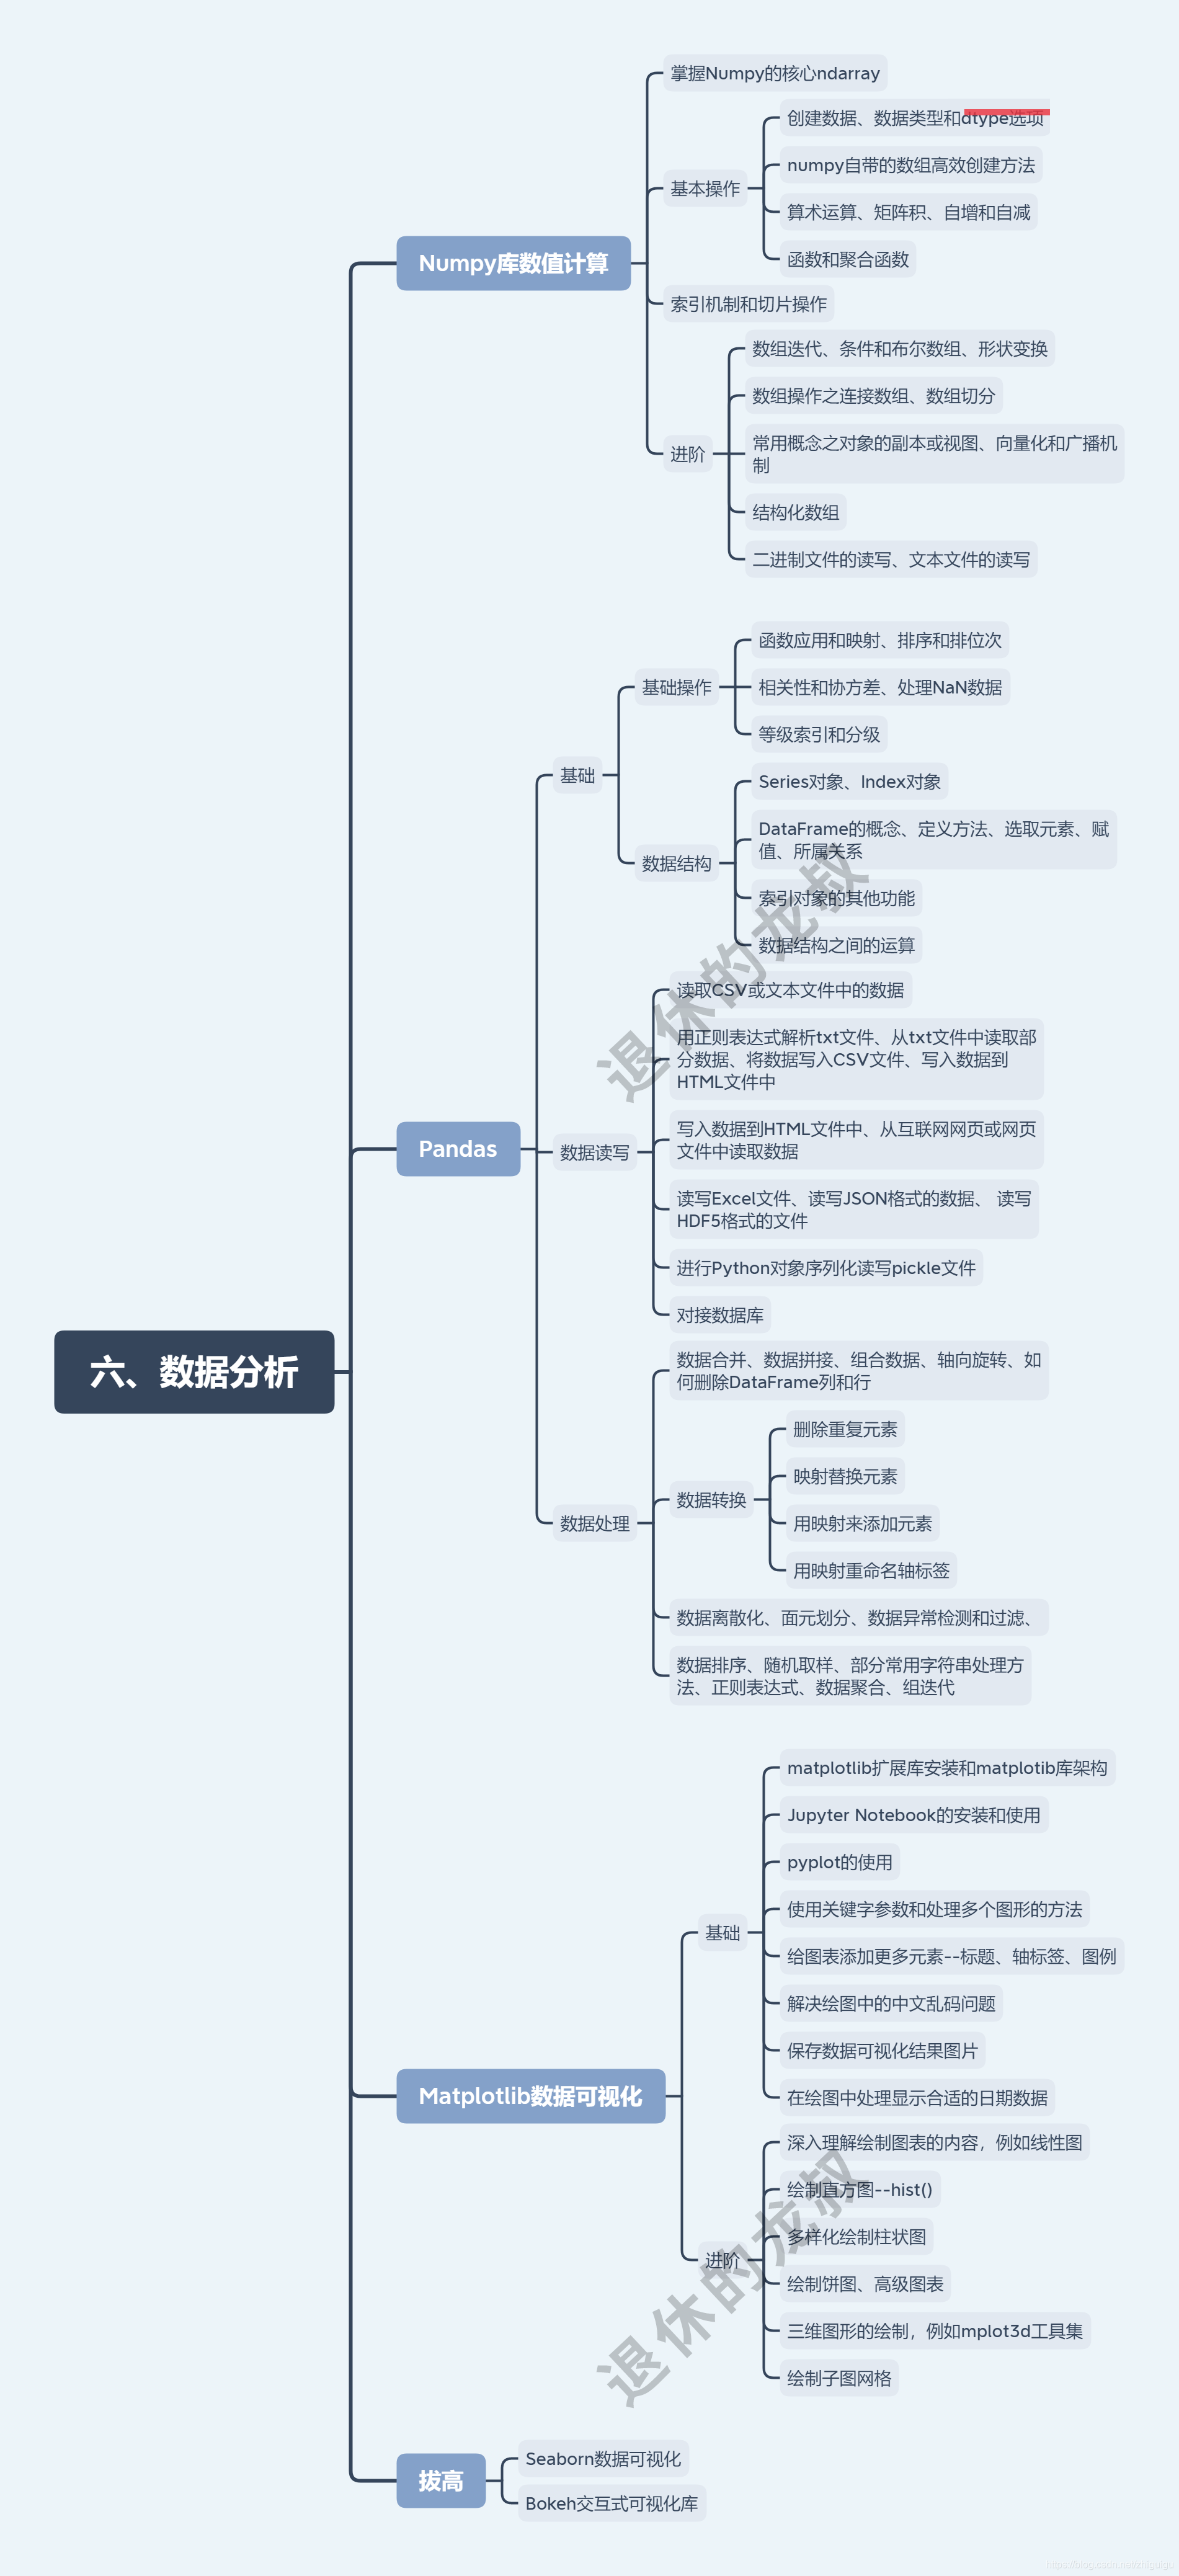 掌握Numpy的核心ndarray
创建数据、数据类型和dtype选项
numpy自带的数组高效创建方法
基本操作
算术运算、矩阵积、自增和自减
函数和聚合函数
Numpy库数值计算
索引机制和切片操作
数组迭代、条件和布尔数组、形状变换
数组操作之连接数组、数组切分
常用概念之对象的副本或视图、向量化和广播机
制
进阶
结构化数组
二进制文件的读写、文本文件的读写
函数应用和映射、排序和排位次
基础操作
相关性和协方差、处理NaN数据
等级索引和分级
基础
Series对象、Index对象
DataFrame的概念、定义方法、选取元素、赋
值、所属关系
数据结构
索引对象的其他功能
数据结构之间的运算
退休的龙叔
读取CSV或文本文件中的数据
用正则表达式解析txt文件、从txt文件中读取部
分数据、将数据写入CSV文件、写入数据到
HTML文件中
Pandas
数据读写
写入数据到HTML文件中、从互联网网页或网页
文件中读取数据
读写Excel文件、读写JSON格式的数据、 读写
HDF5格式的文件
进行Python对象序列化读写pickle文件
对接数据库
六、数据分析
数据合并、数据拼接、组合数据、轴向旋转、如
何删除DataFrame列和行
删除重复元素
映射替换元素
数据转换
用映射来添加元素
用映射重命名轴标签
数据处理
数据离散化、面元划分、数据异常检测和过滤、
数据排序、随机取样、部分常用字符串处理方
法、正则表达式、数据聚合、组迭代
matplotlib扩展库安装和matplotib库架构
Jupyter Notebook的安装和使用
pyplot的使用
使用关键字参数和处理多个图形的方法
基础
给图表添加更多元素--标题、轴标签、图例
解决绘图中的中文乱码问题
保存数据可视化结果图片
在绘图中处理显示合适的日期数据
Matplotlib数据可视化
深入理解绘制图表的内容，例如线性图
绘制直方图--hist()
多样化绘制柱状图
进阶
绘制饼图、高级图表
三维图形的绘制，例如mplot3d工具集
绘制子图网格
退休的龙叔
拔高
Seaborn数据可视化
Bokeh交互式可视化库